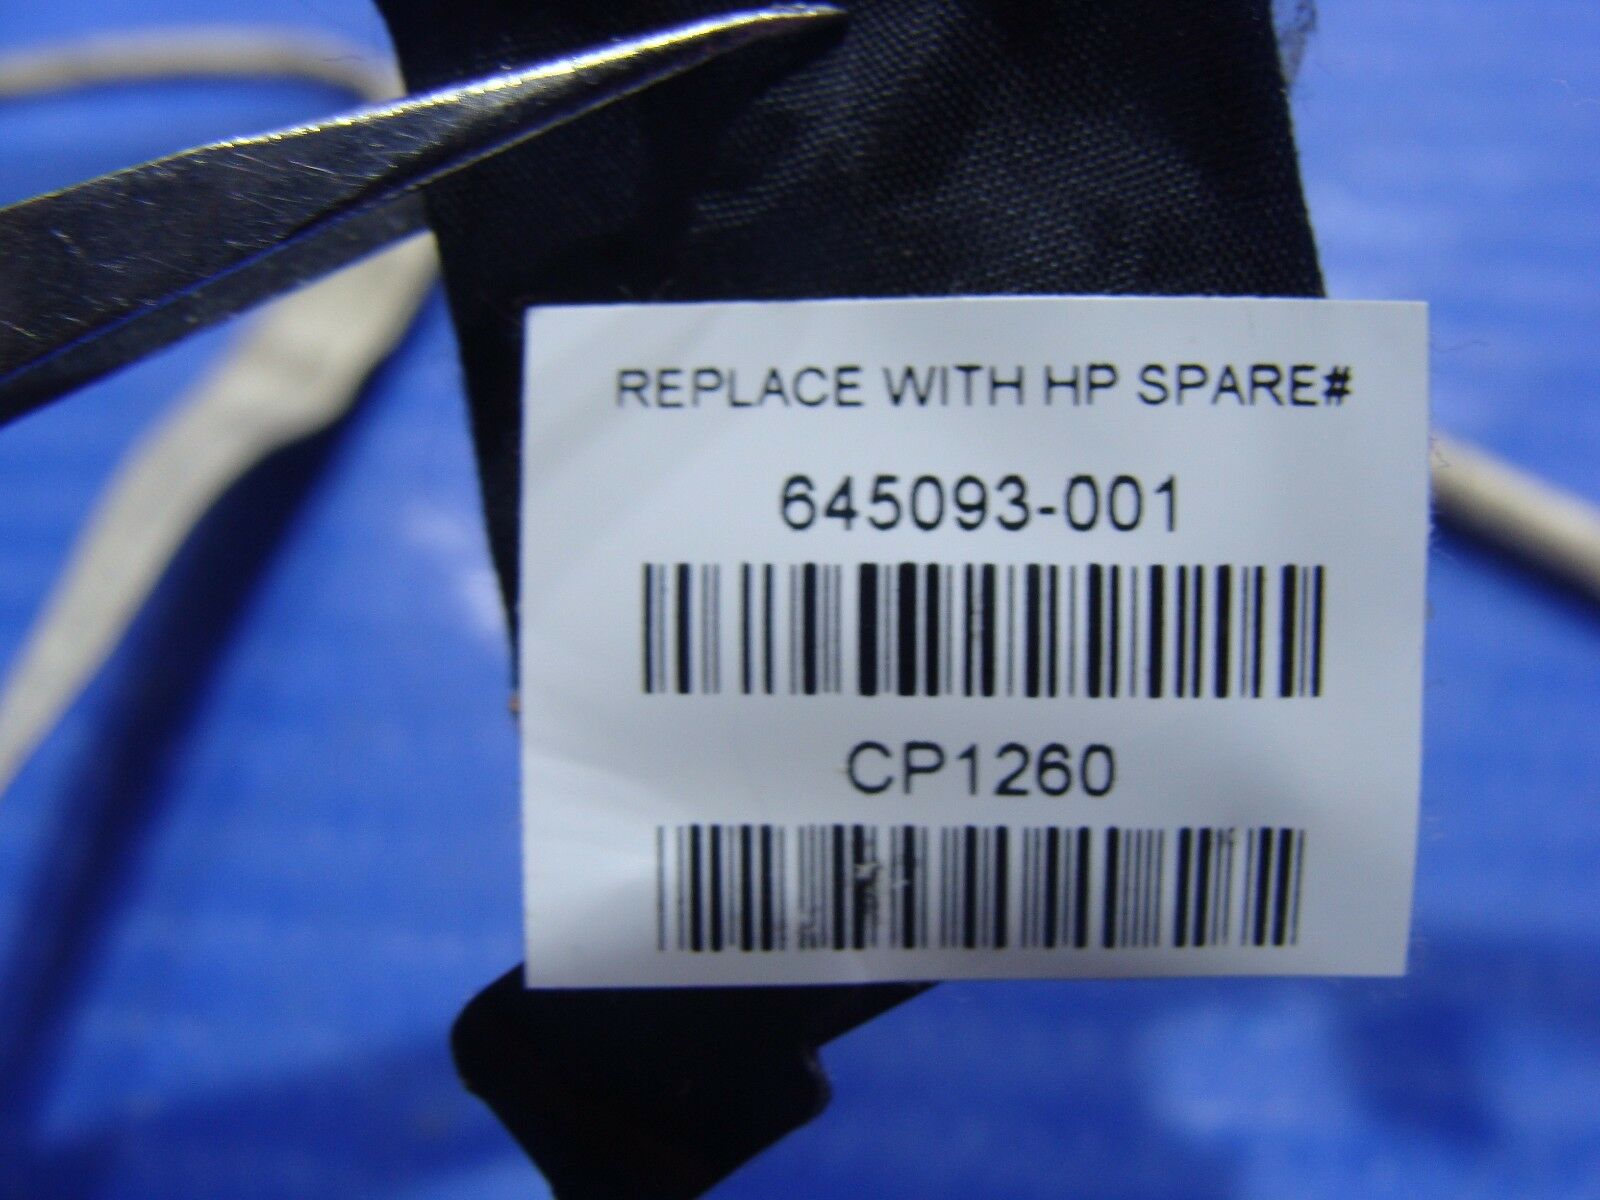 REPLACE WITH HP SPARE#
645093-001
CP1260